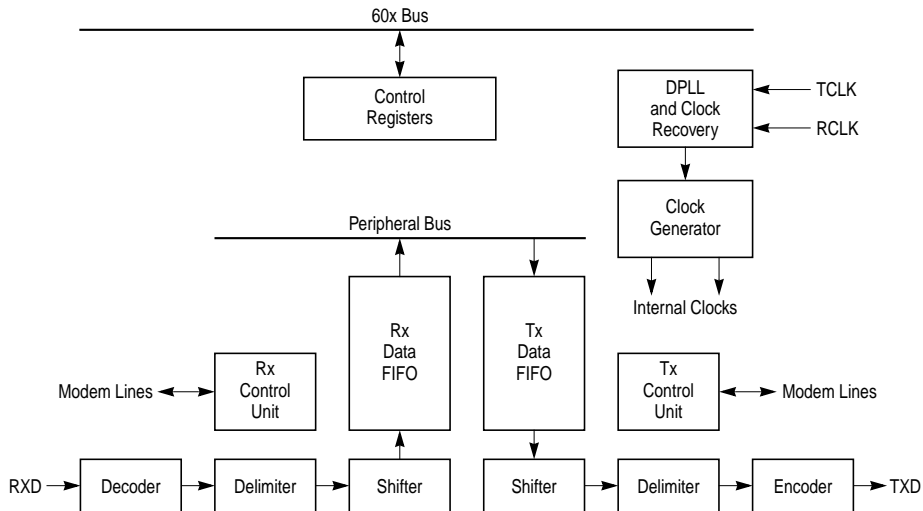 60x Bus
Control
Registers
DPLL
and Clock
Recovery
TCLK
RCLK
Clock
Generator
Internal Clocks
Peripheral Bus
Rx
Data
FIFO
Tx
Data
FIFO
Modem Lines
Rx
Control
Unit
Tx
Control
Unit
Modem Lines
RXD
Decoder
Delimiter
Shifter
Shifter
Delimiter
Encoder
TXD